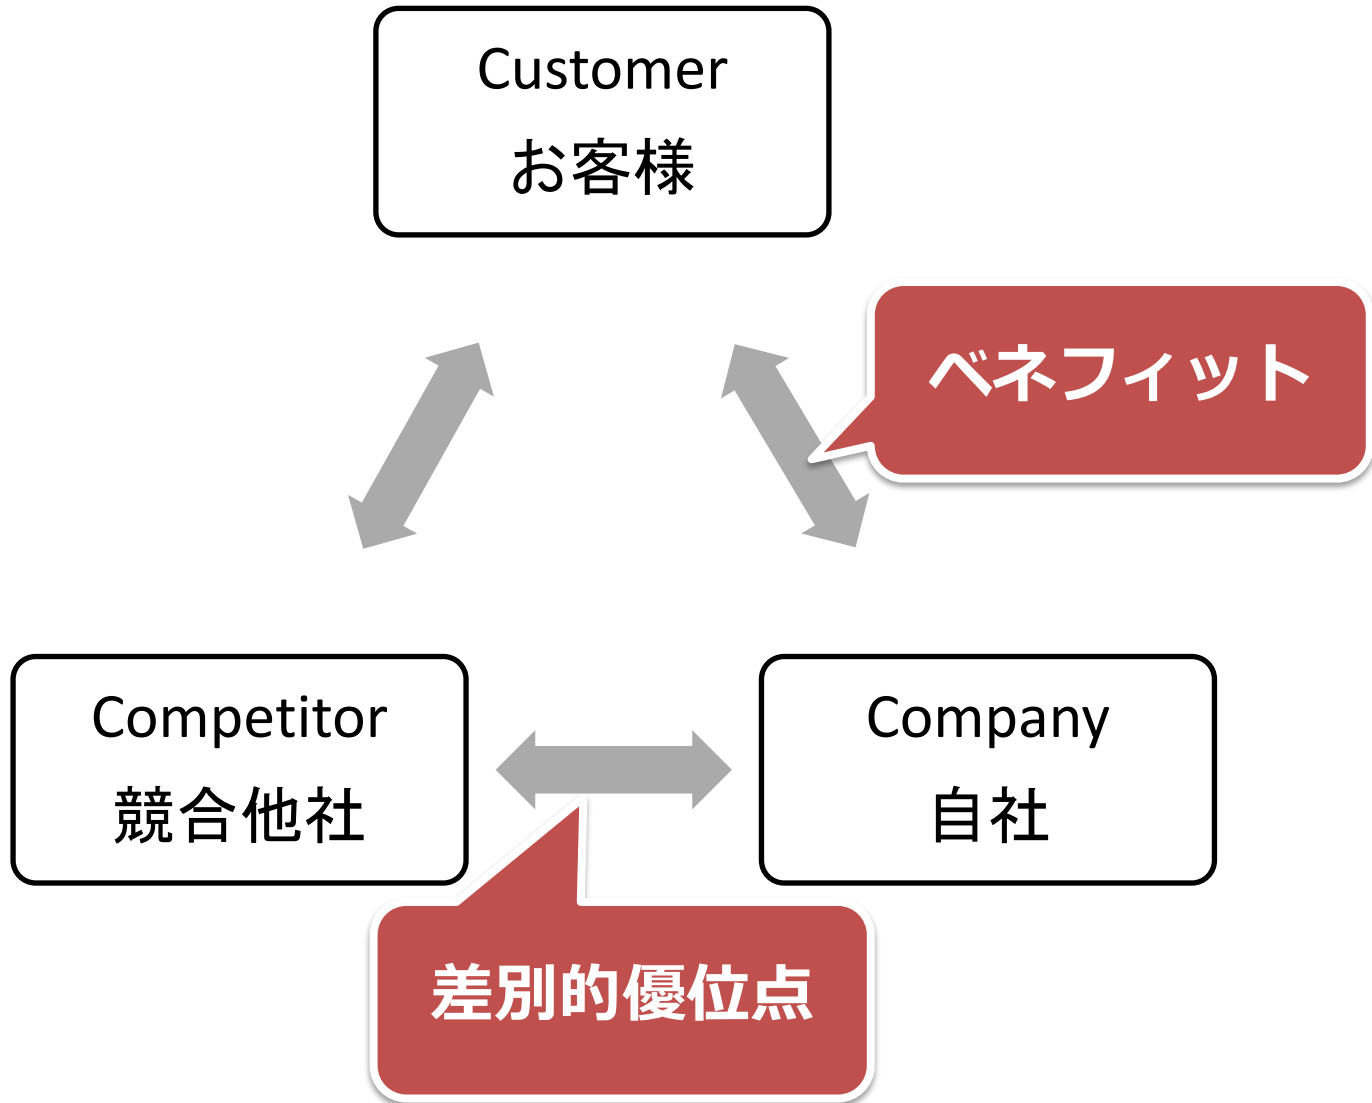 Customer
お客様
ベネフィット
Competitor
競合他社
Company
自社
差別的優位点